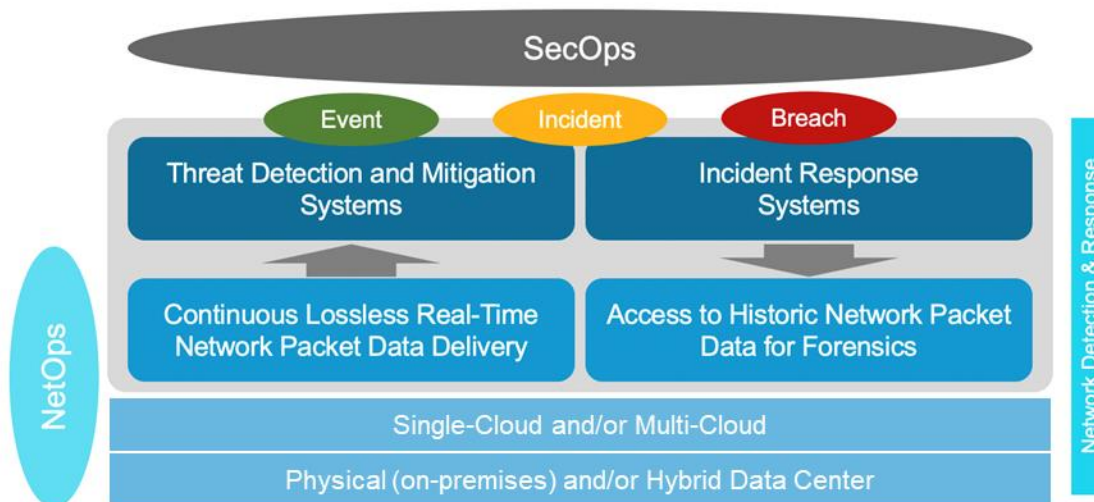 SecOps
Event
Incident
Breach
Threat Detection and Mitigation
Systems
Incident Response
Systems
Continuous Lossless Real-Time
Network Packet Data Delivery
Access to Historic Network Packet
Data for Forensics
NetOps
Single-Cloud and/or Multi-Cloud
Physical (on-premises) and/or Hybrid Data Center
Network Detection & Response